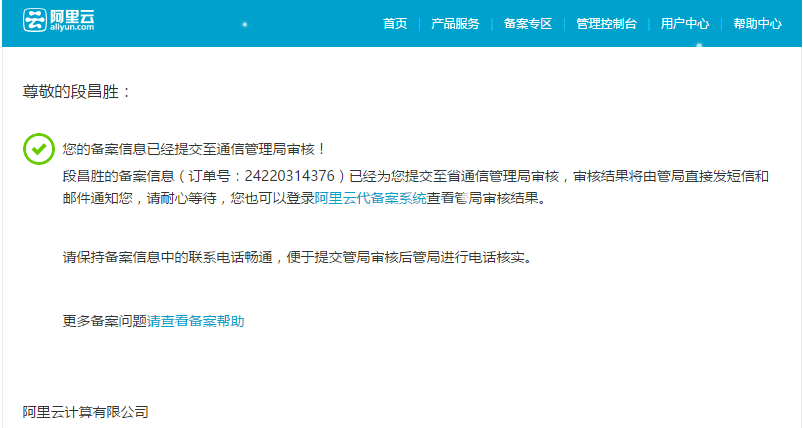 阿里云
aliyun.com
首页 产品服务 备案专区 管理控制台 用户中心 帮助中心
尊敬的段昌胜：
您的备案信息已经提交至通信管理局审核！
段昌胜的备案信息（订单号：24220314376）已经为您提交至省通信管理局审核，审核结果将由管局直接发短信和
邮件通知您，请耐心等待，您也可以登录阿里云代备案系统查看管局审核结果。
请保持备案信息中的联系电话畅通，便于提交管局审核后管局进行电话核实。
更多备案问题请查看备案帮助
阿里云计算有限公司